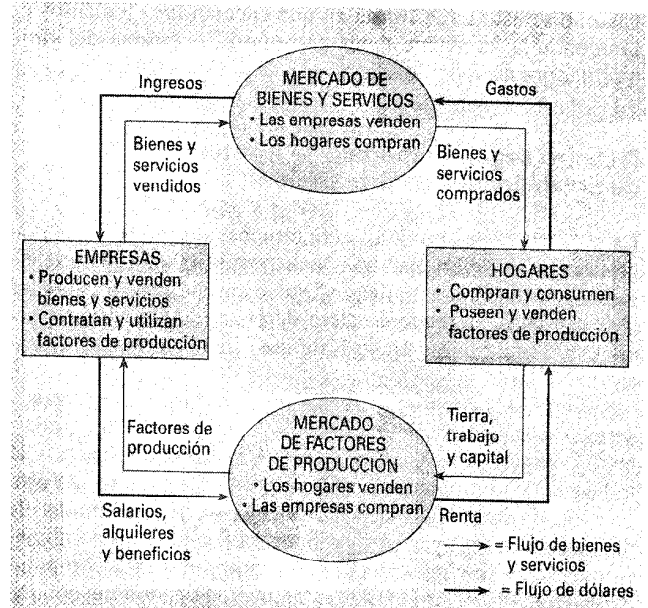 MERCADO DE
BIENES Y SERVICIOS
• Las empresas venden
• Los hogares compran
Ingresos
Gastos
Bienes y
servicios
vendidos
Bienes y
servicios
comprados
EMPRESAS
• Producen y venden
bienes y servicios
• Contratan y utilizan
factores de producción
HOGARES
• Compran y consumen
• Poseen y venden
factores de producción
Factores de
producción
MERCADO
DE FACTORES
DE PRODUCCION
• Los hogares venden
• Las empresas compran
Tierra,
trabajo
y capital
Salarios,
alquileres
y beneficios
Renta
= Flujo de bienes
y servicios
= Flujo de dólares